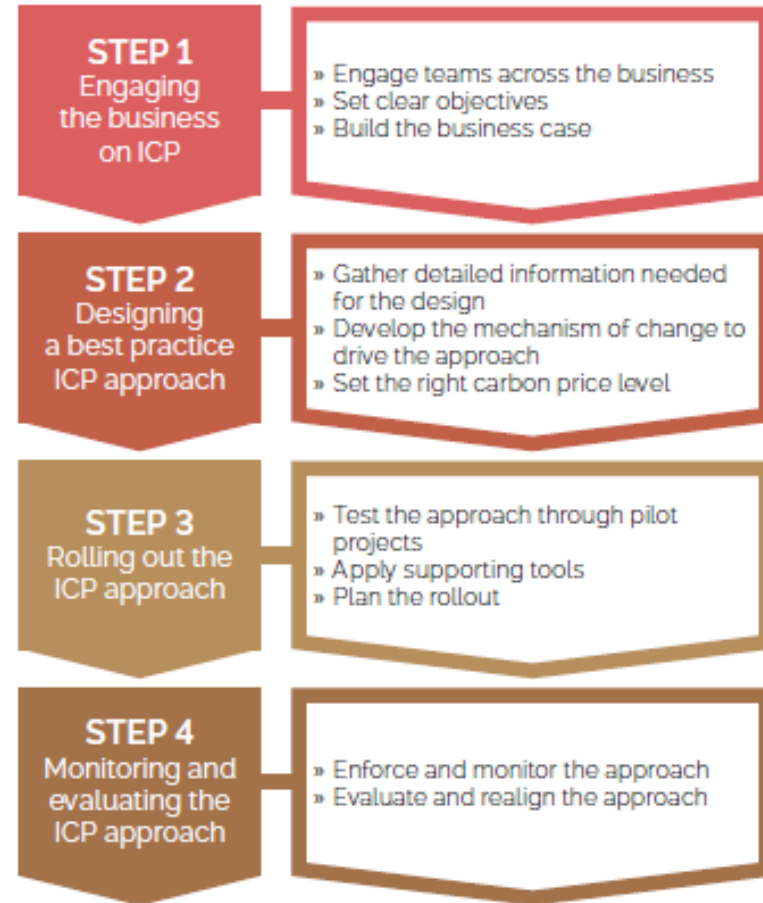 STEP 1
Engaging
the business
on ICP
» Engage teams across the business
» Set clear objectives
» Build the business case
STEP 2
Designing
a best practice
ICP approach
» Gather detailed information needed
for the design
» Develop the mechanism of change to
drive the approach
» Set the right carbon price level
STEP 3
Rolling out the
ICP approach
» Test the approach through pilot
projects
» Apply supporting tools
» Plan the rollout
STEP 4
Monitoring and
evaluating the
ICP approach
» Enforce and monitor the approach
» Evaluate and realign the approach